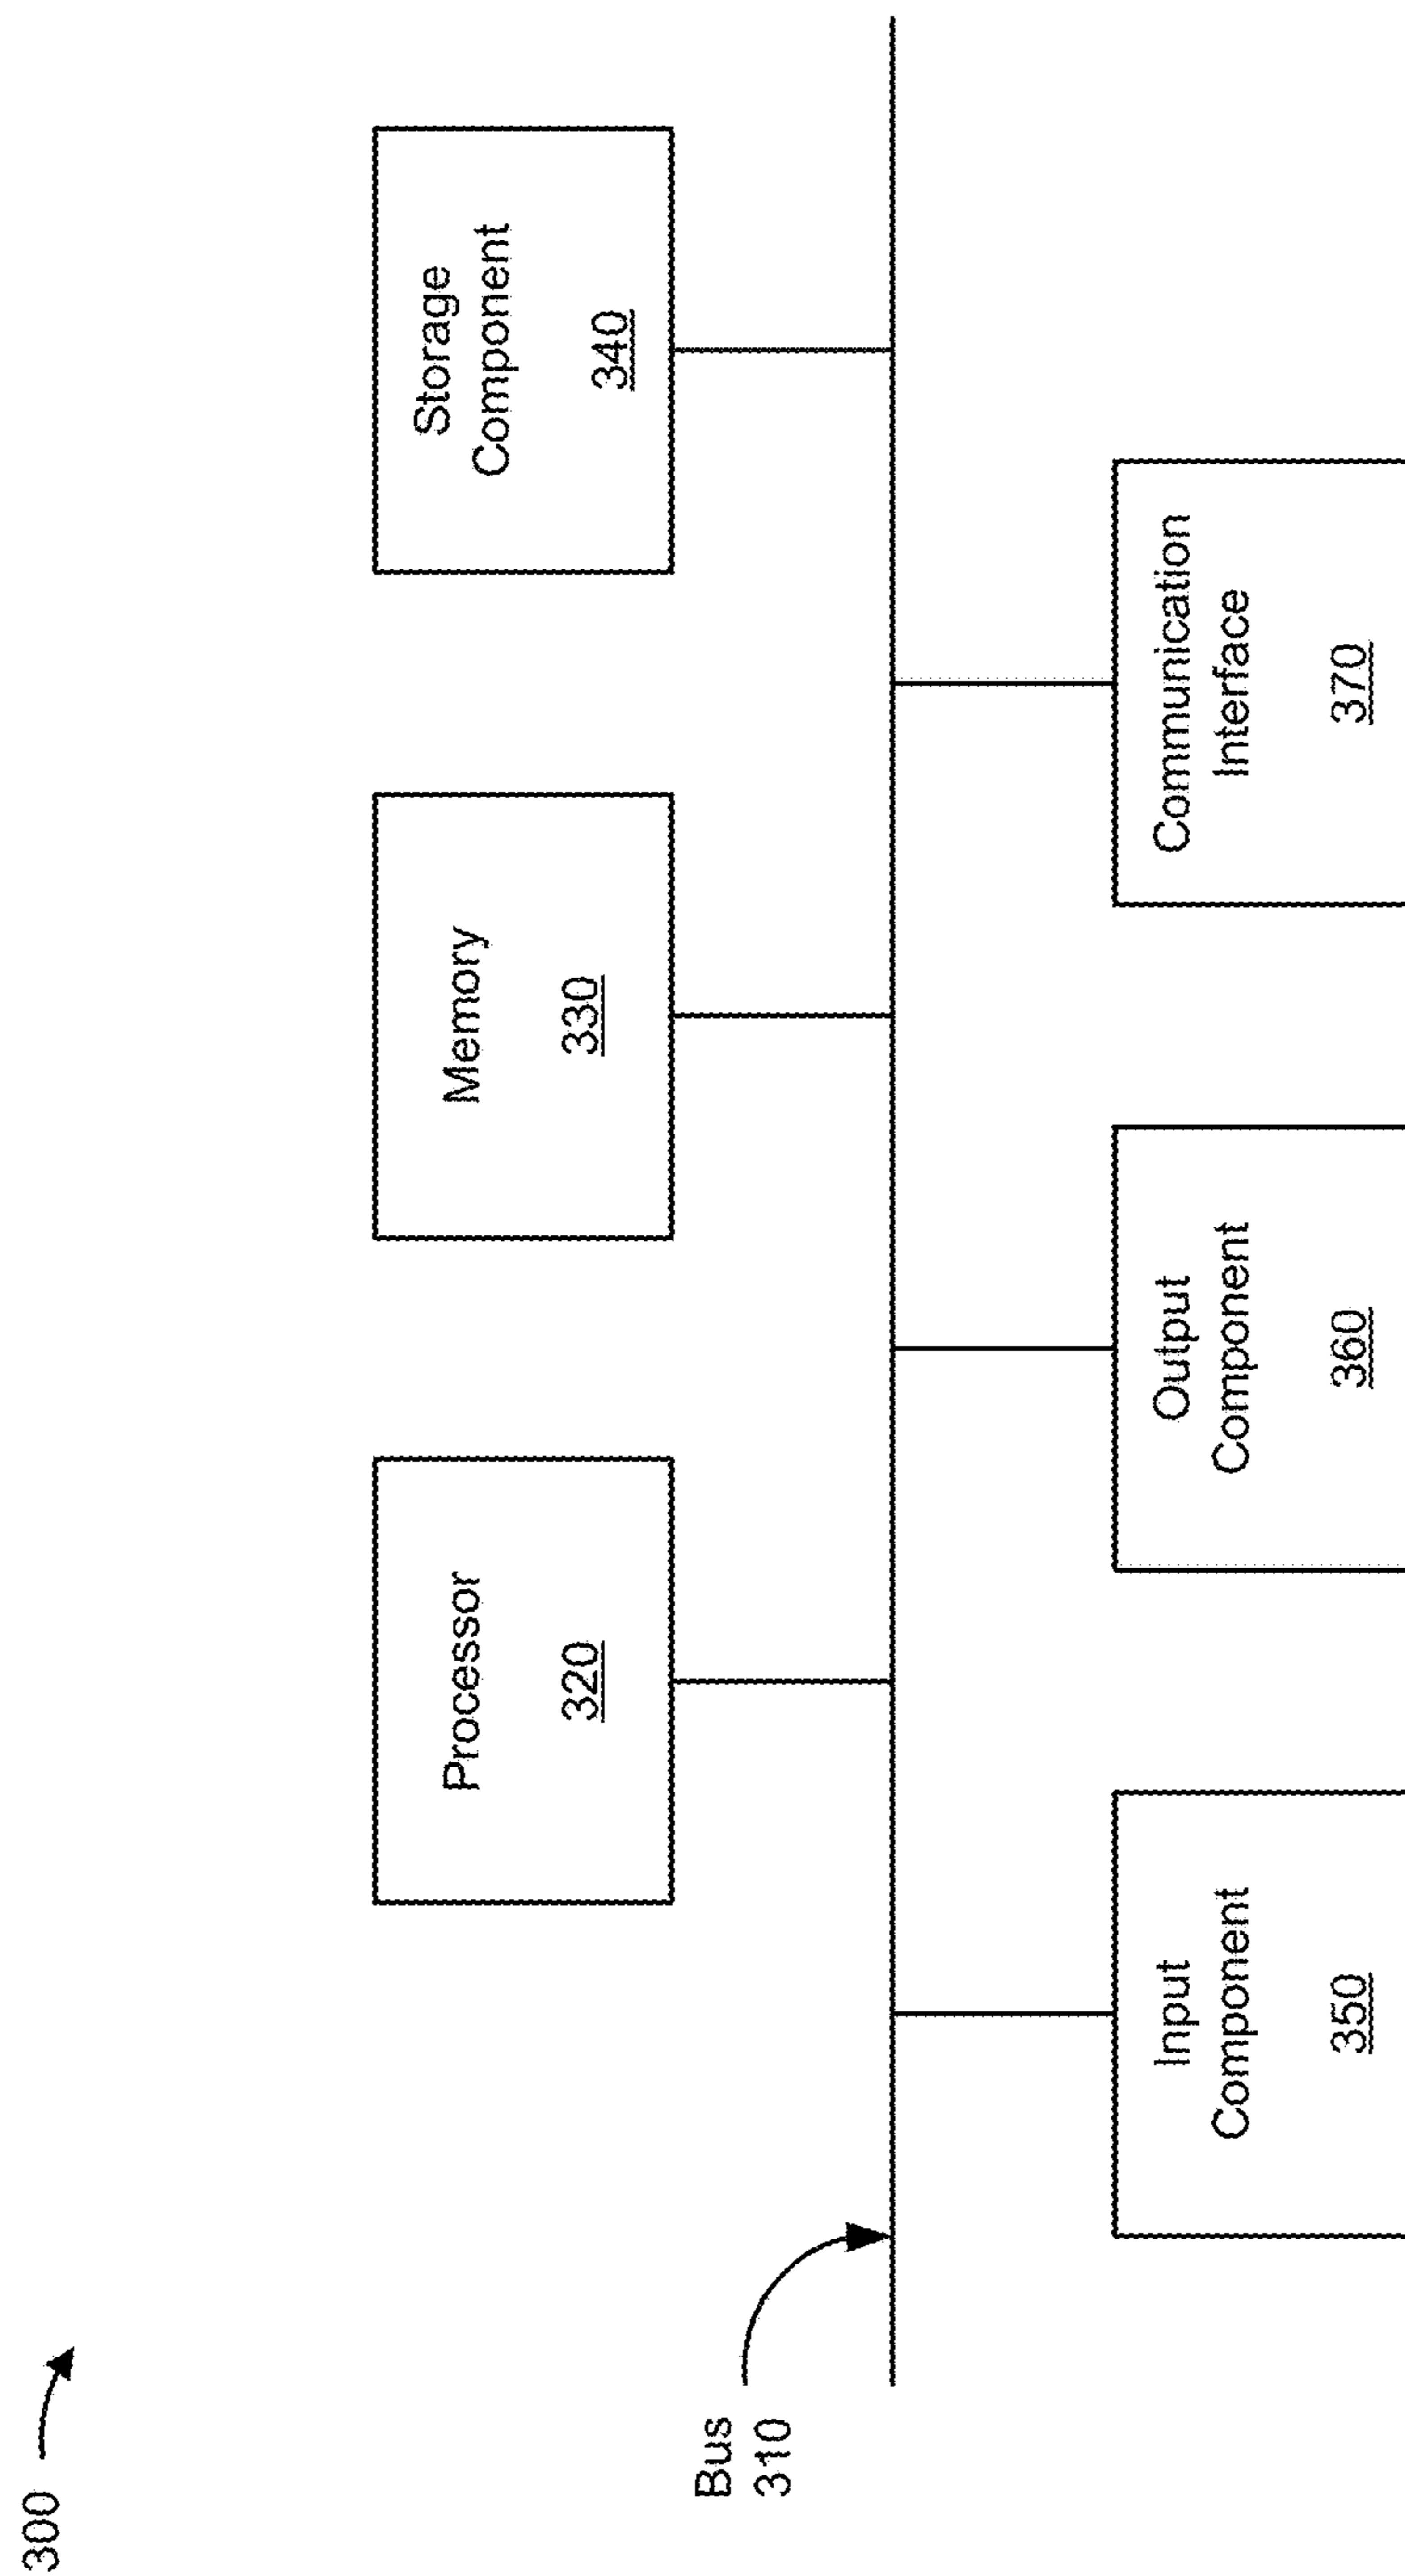 300
Processor
320
Memory
330
Storage
Component
340
Bus
310
Input
Component
350
Output
Component
360
Communication
Interface
370